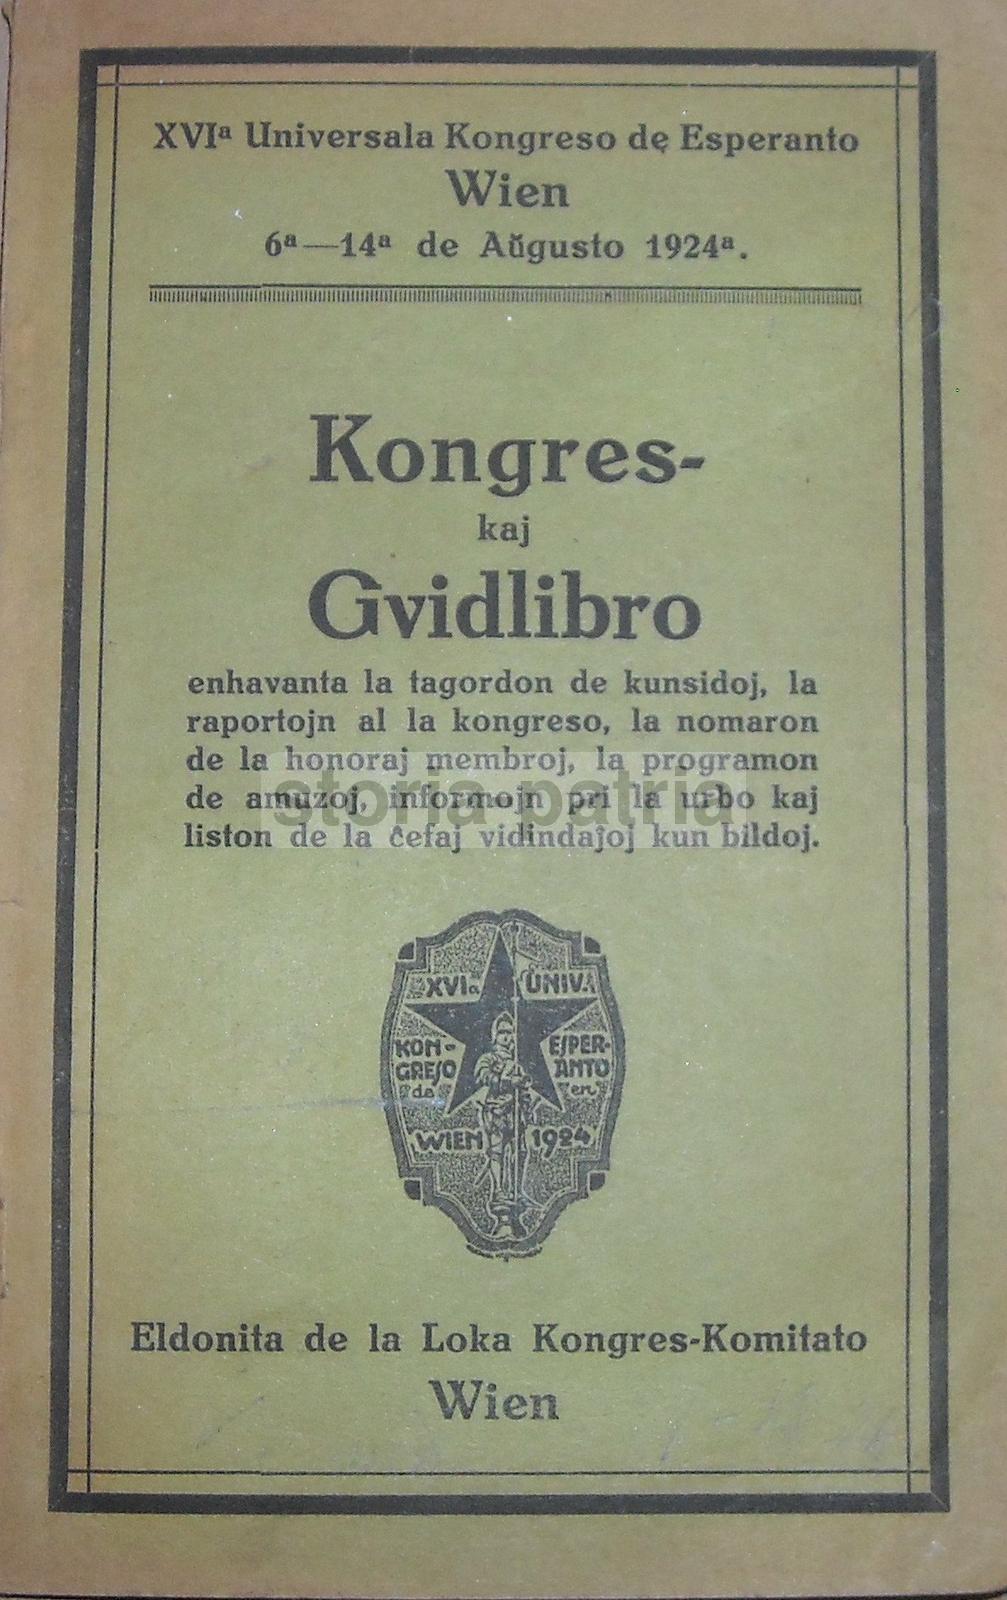 XVIª Universala Kongreso de Esperanto
Wien
6ª—14ª de Aŭgusto 1924ª.
Kongres-
kaj
Gvidlibro
enhavanta la tagordon de kunsidoj, la
raportojn al la kongreso, la nomaron
de la honoraj membroj, la programon
de amuzoj, informojn pri la urbo kaj
storia patria
liston de la ĉefaj vidindaĵoj kun bildoj.
XVIa UNIV.
KON- ESPER-
GRESO ANTO
de en
WIEN 1924
Eldonita de la Loka Kongres-Komitato
Wien